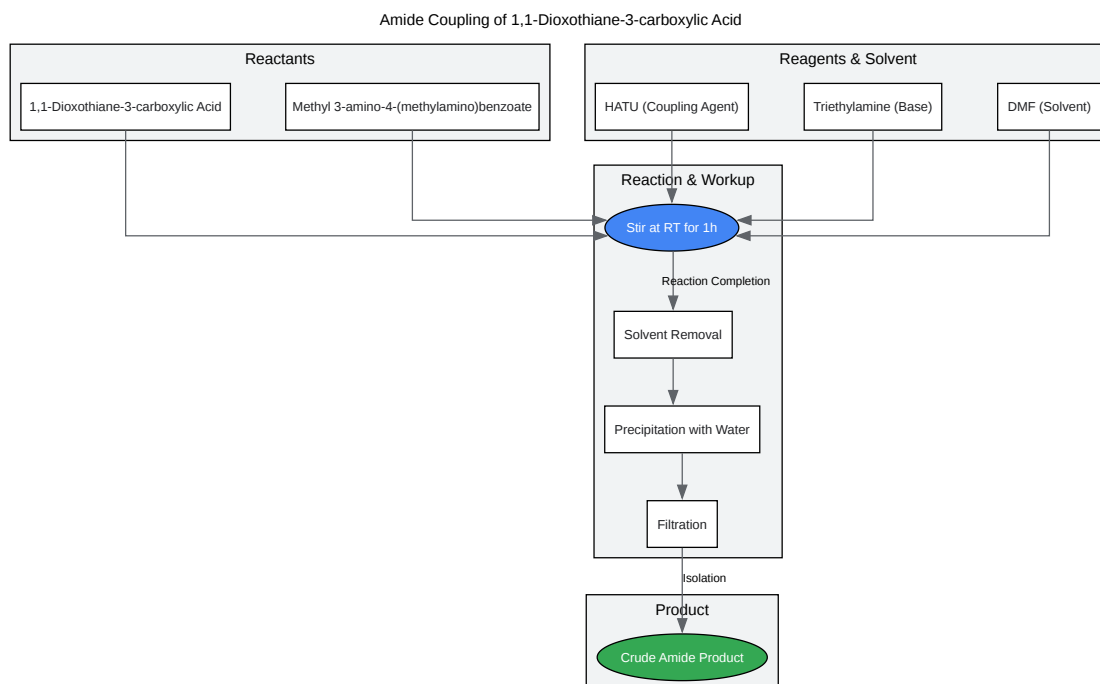 Amide Coupling of 1,1-Dioxothiane-3-carboxylic Acid
Reactants
Reagents & Solvent
1,1-Dioxothiane-3-carboxylic Acid
Methyl 3-amino-4-(methylamino)benzoate
HATU (Coupling Agent)
Triethylamine (Base)
DMF (Solvent)
Reaction & Workup
Stir at RT for 1h
Reaction Completion
Solvent Removal
Precipitation with Water
Filtration
Isolation
Product
Crude Amide Product